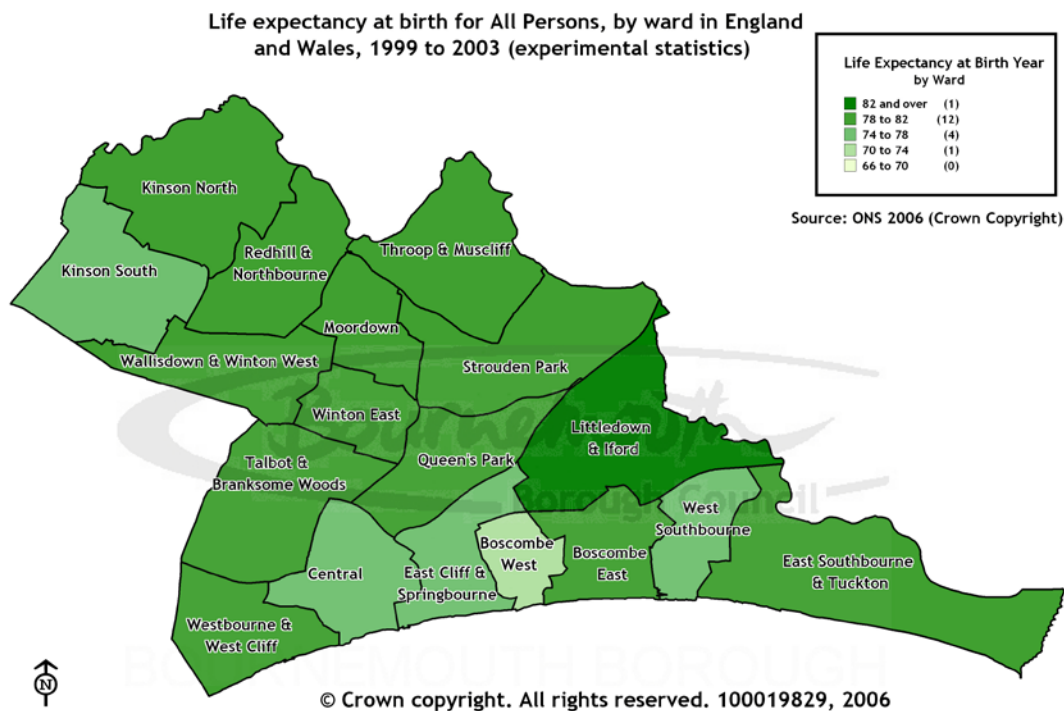 Life expectancy at birth for All Persons, by ward in England
and Wales, 1999 to 2003 (experimental statistics)
Life Expectancy at Birth Year
by Ward
82 and over (1)
78 to 82 (12)
74 to 78 (4)
70 to 74 (1)
66 to 70 (0)
Source: ONS 2006 (Crown Copyright)
Kinson North
Kinson South
Redhill &
Northbourne
Throop & Muscliff
Moordown
Wallisdown & Winton West
Strouden Park
Winton East
Littledown
& Iford
Queen's Park
Talbot &
Branksome Woods
Bournemouth
Borough Council
West
Southbourne
Boscombe
West
Boscombe
East
East Southbourne
& Tuckton
Central
East Cliff &
Springbourne
Westbourne &
West Cliff
BOURNEMOUTH BOROUGH
N
© Crown copyright. All rights reserved. 100019829, 2006